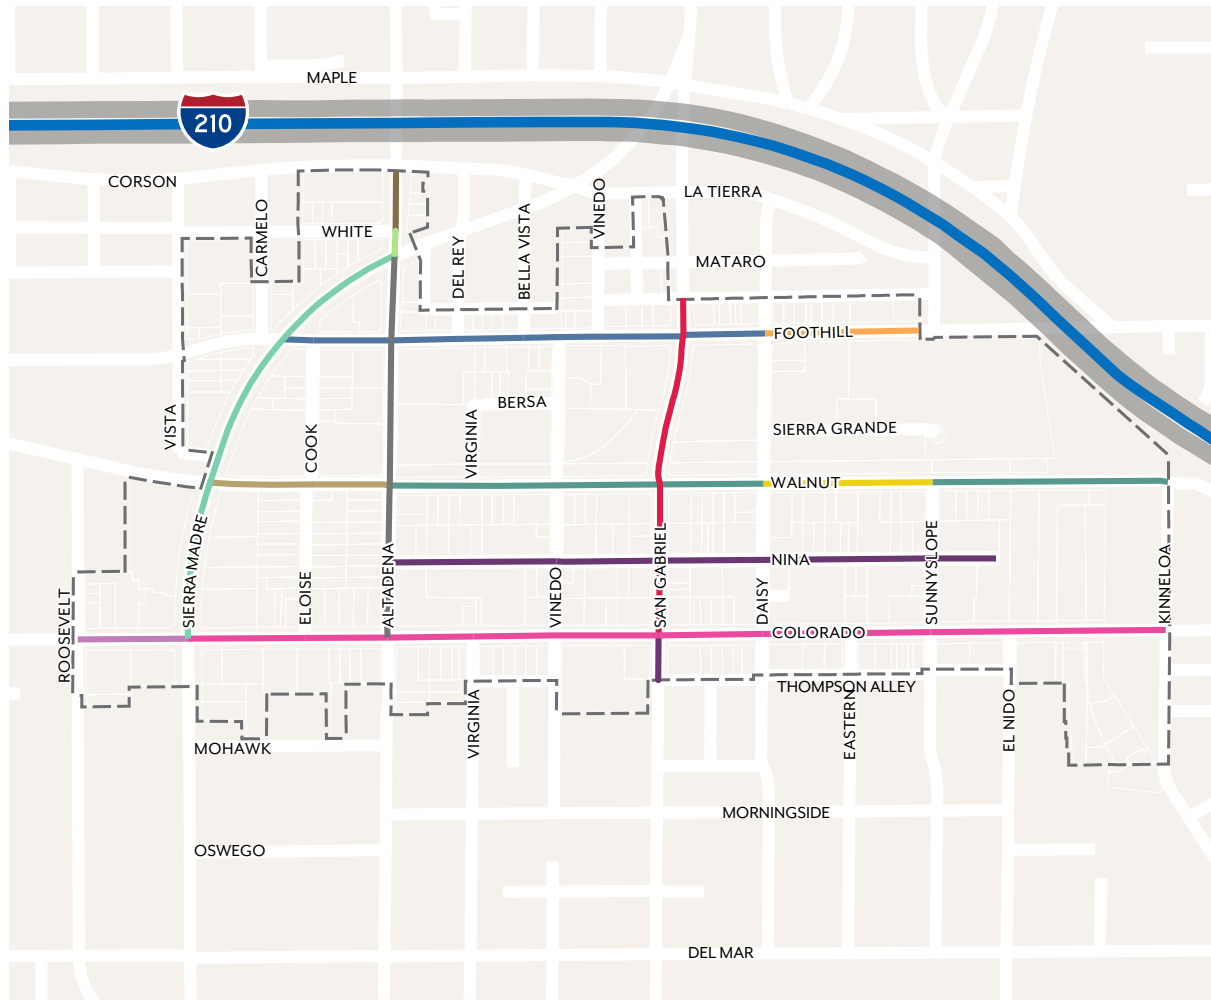 MAPLE
210
CORSON
LA TIERRA
CARMELO
VINEDO
WHITE
BELLA VISTA
DEL REY
MATARO
FOOTHILL
BERSA
VISTA
COOK
VIRGINIA
SIERRA GRANDE
WALNUT
SIERRA MADRE
ALTADENA
SAN GABRIEL
NINA
SUNNYSLOPE
KINNELOA
ROOSEVELT
ELOISE
VINEDO
DAISY
COLORADO
THOMPSON ALLEY
VIRGINIA
EASTERN
EL NIDO
MOHAWK
MORNINGSIDE
OSWEGO
DEL MAR